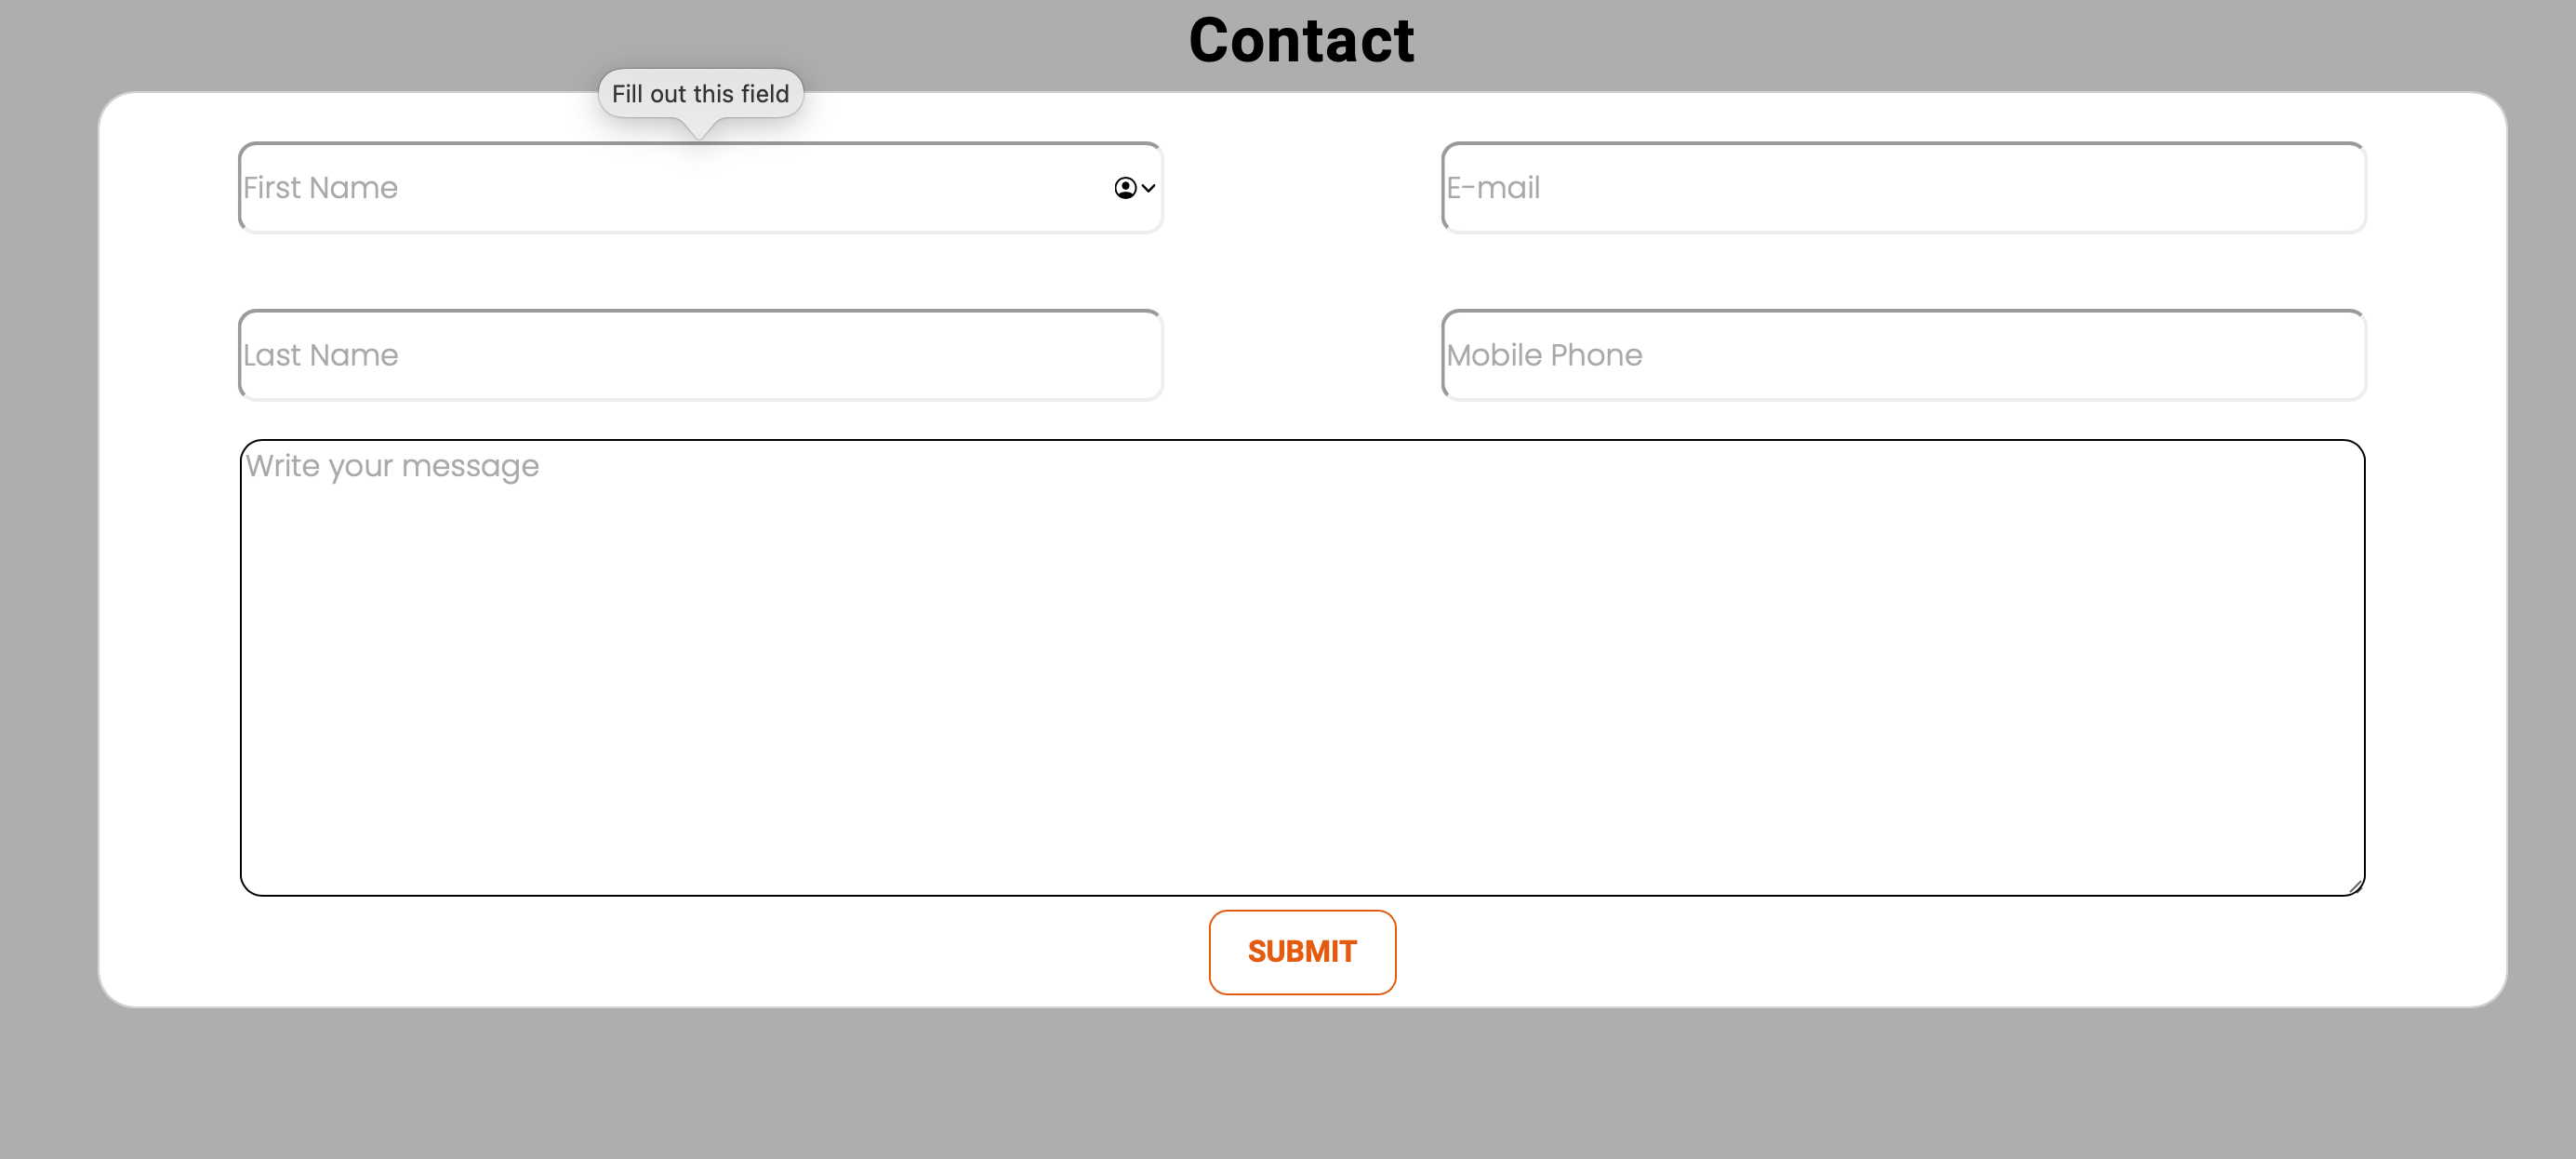 Contact
Fill out this field
First Name
E-mail
Last Name
Mobile Phone
Write your message
SUBMIT